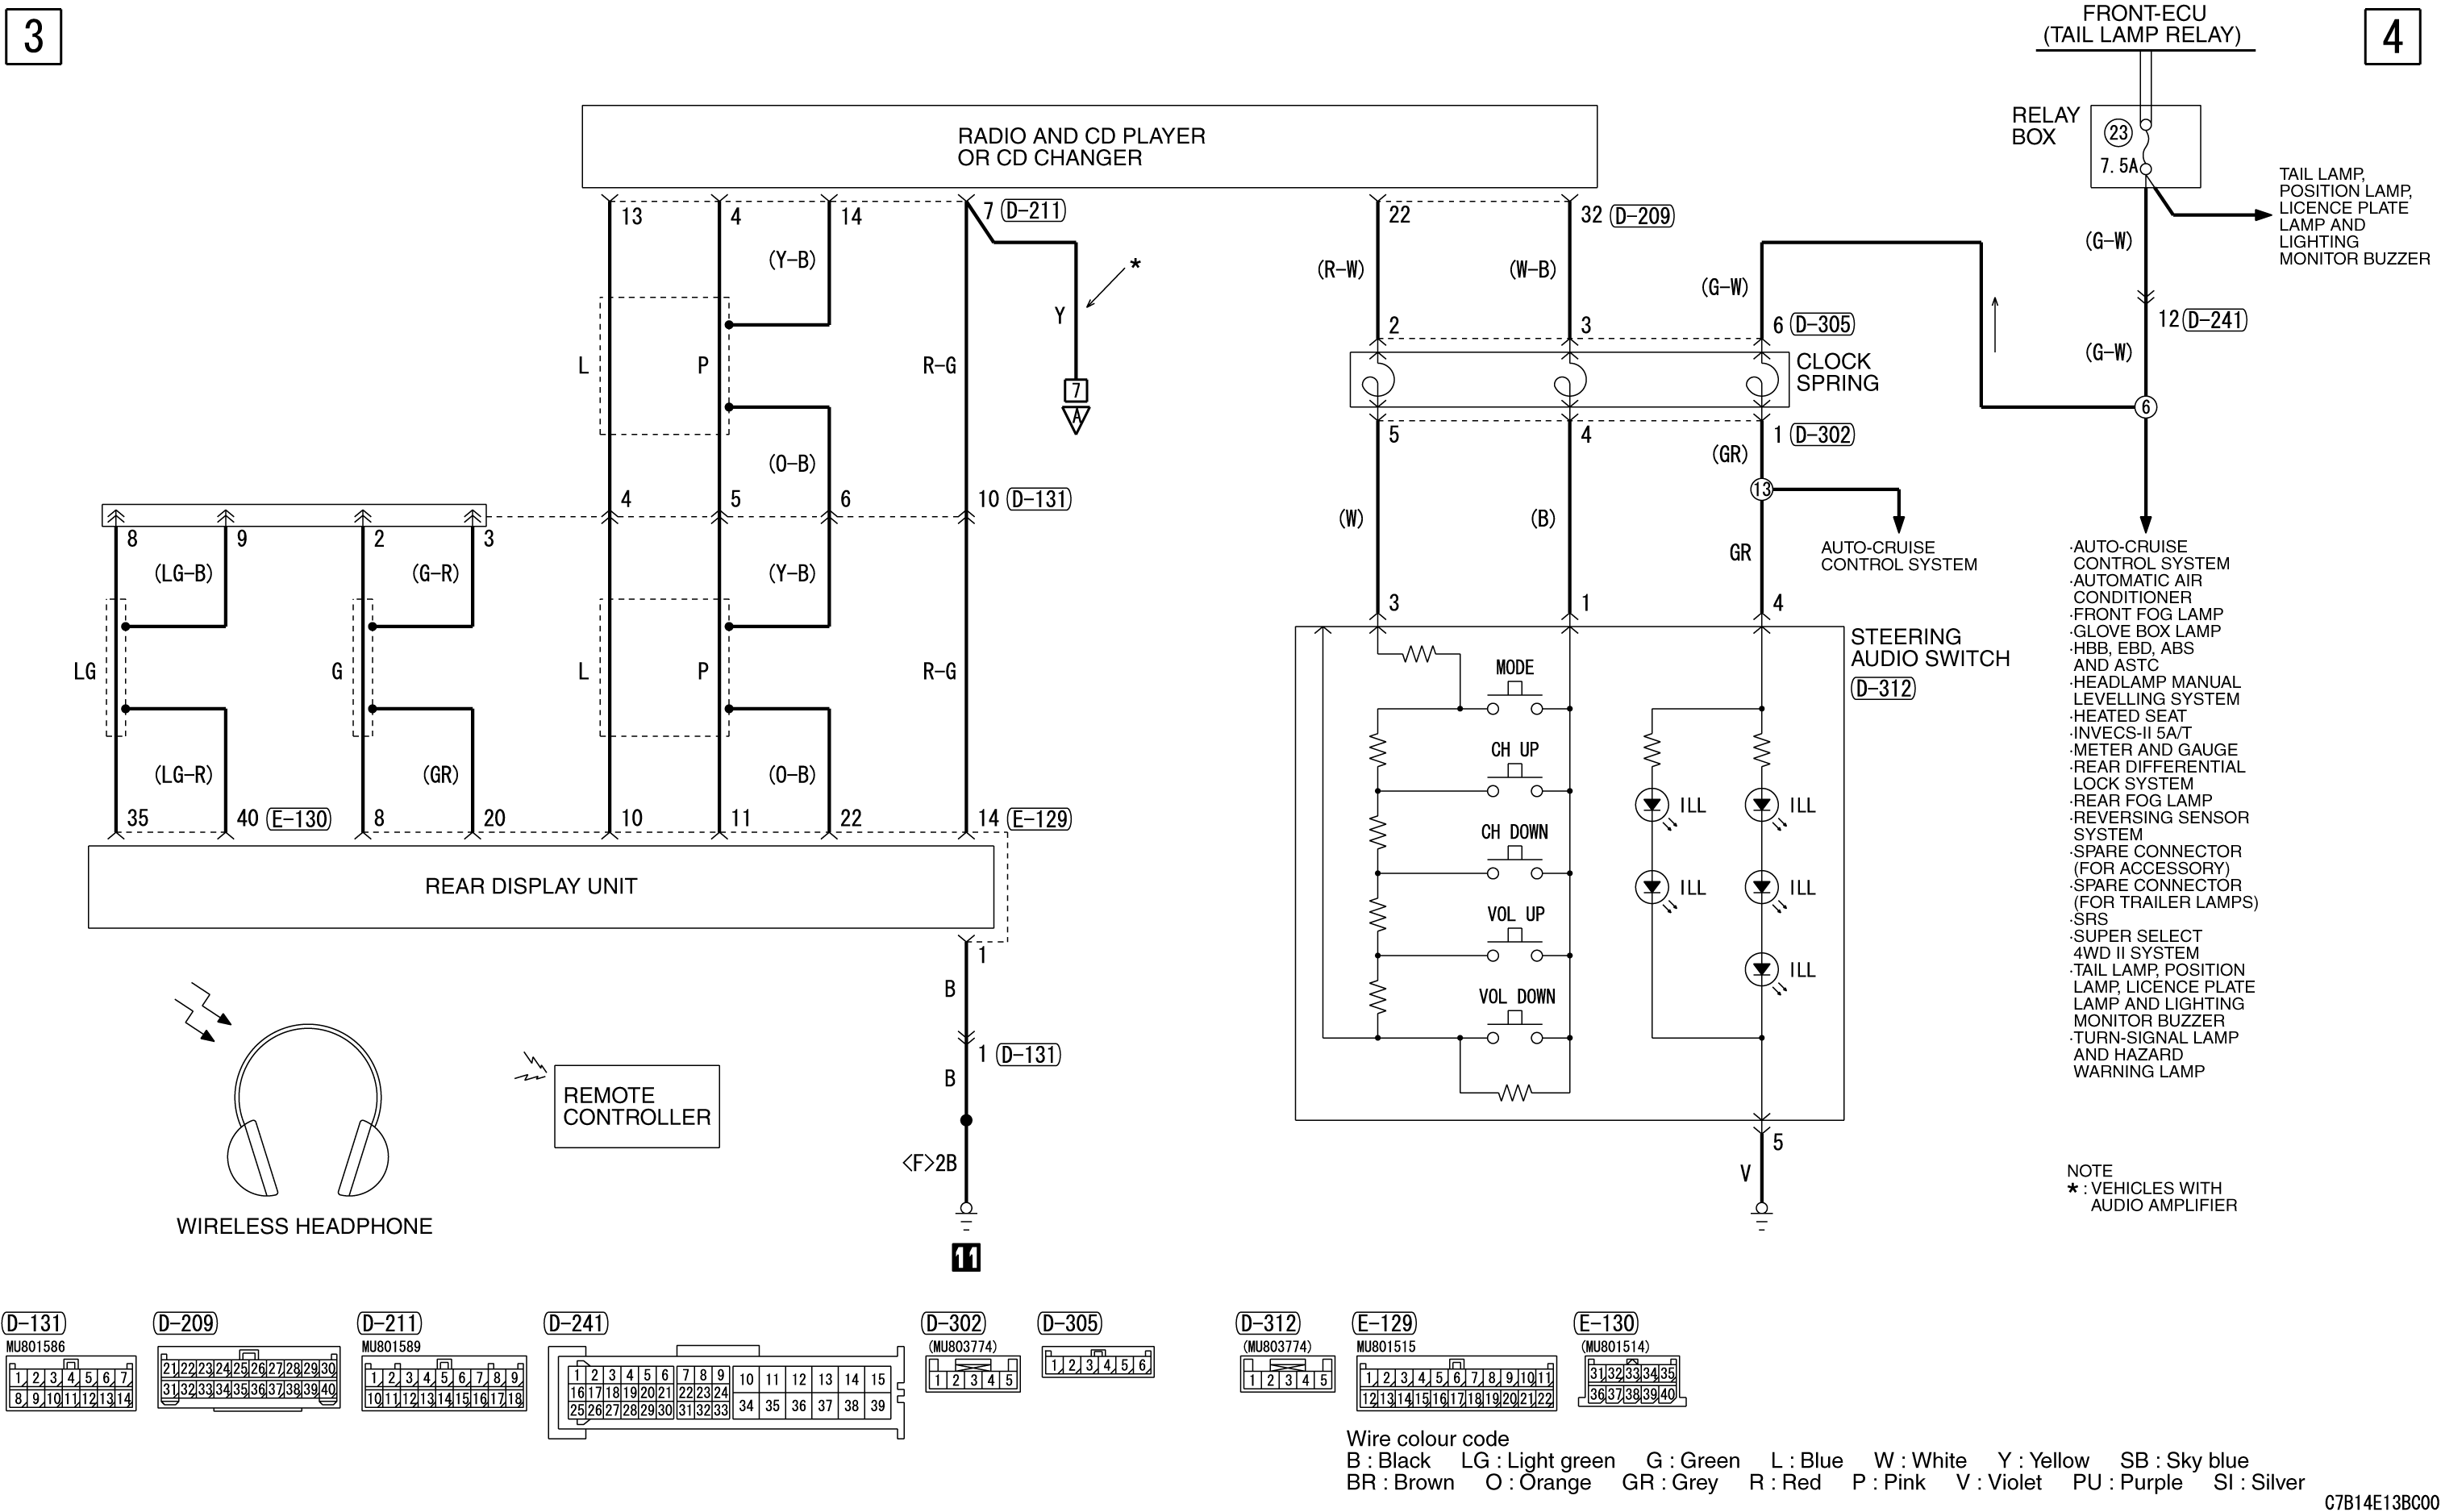 3
4
FRONT-ECU
(TAIL LAMP RELAY)
RELAY
BOX
23
7.5A
TAIL LAMP,
POSITION LAMP,
LICENCE PLATE
LAMP AND
LIGHTING
MONITOR BUZZER
RADIO AND CD PLAYER
OR CD CHANGER
13
4
14
7 (D-211)
22
32 (D-209)
(Y-B)
*
(R-W)
(W-B)
(G-W)
(G-W)
Y
L
P
R-G
7
A
2
3
6 (D-305)
12 (D-241)
(G-W)
CLOCK
SPRING
6
5
4
1 (D-302)
(O-B)
(GR)
13
4
5
6
10 (D-131)
8
9
2
3
(W)
(B)
GR
AUTO-CRUISE
CONTROL SYSTEM
(LG-B)
(G-R)
(Y-B)
LG
G
L
P
R-G
(LG-R)
(GR)
(O-B)
35
40 (E-130)
8
20
10
11
22
14 (E-129)
REAR DISPLAY UNIT
3
1
4
STEERING
AUDIO SWITCH
(D-312)
MODE
CH UP
CH DOWN
VOL UP
VOL DOWN
ILL
ILL
ILL
ILL
ILL
·AUTO-CRUISE
CONTROL SYSTEM
·AUTOMATIC AIR
CONDITIONER
·FRONT FOG LAMP
·GLOVE BOX LAMP
·HBB, EBD, ABS
AND ASTC
·HEADLAMP MANUAL
LEVELLING SYSTEM
·HEATED SEAT
·INVECS-II 5A/T
·METER AND GAUGE
·REAR DIFFERENTIAL
LOCK SYSTEM
·REAR FOG LAMP
·REVERSING SENSOR
SYSTEM
·SPARE CONNECTOR
(FOR ACCESSORY)
·SPARE CONNECTOR
(FOR TRAILER LAMPS)
·SRS
·SUPER SELECT
4WD II SYSTEM
·TAIL LAMP, POSITION
LAMP, LICENCE PLATE
LAMP AND LIGHTING
MONITOR BUZZER
·TURN-SIGNAL LAMP
AND HAZARD
WARNING LAMP
1
B
1 (D-131)
B
<F>2B
11
WIRELESS HEADPHONE
REMOTE
CONTROLLER
5
V
NOTE
* : VEHICLES WITH
AUDIO AMPLIFIER
(D-131)
MU801586
1 2 3 4 5 6 7
8 9 10 11 12 13 14
(D-209)
21 22 23 24 25 26 27 28 29 30
31 32 33 34 35 36 37 38 39 40
(D-211)
MU801589
1 2 3 4 5 6 7 8 9
10 11 12 13 14 15 16 17 18
(D-241)
1 2 3 4 5 6 7 8 9 10 11 12 13 14 15
16 17 18 19 20 21 22 23 24
25 26 27 28 29 30 31 32 33 34 35 36 37 38 39
(D-302)
(MU803774)
1 2 3 4 5
(D-305)
1 2 3 4 5 6
(D-312)
(MU803774)
1 2 3 4 5
(E-129)
MU801515
1 2 3 4 5 6 7 8 9 10 11
12 13 14 15 16 17 18 19 20 21 22
(E-130)
(MU801514)
31 32 33 34 35
36 37 38 39 40
Wire colour code
B : Black LG : Light green G : Green L : Blue W : White Y : Yellow SB : Sky blue
BR : Brown O : Orange GR : Grey R : Red P : Pink V : Violet PU : Purple SI : Silver
C7B14E13BC00